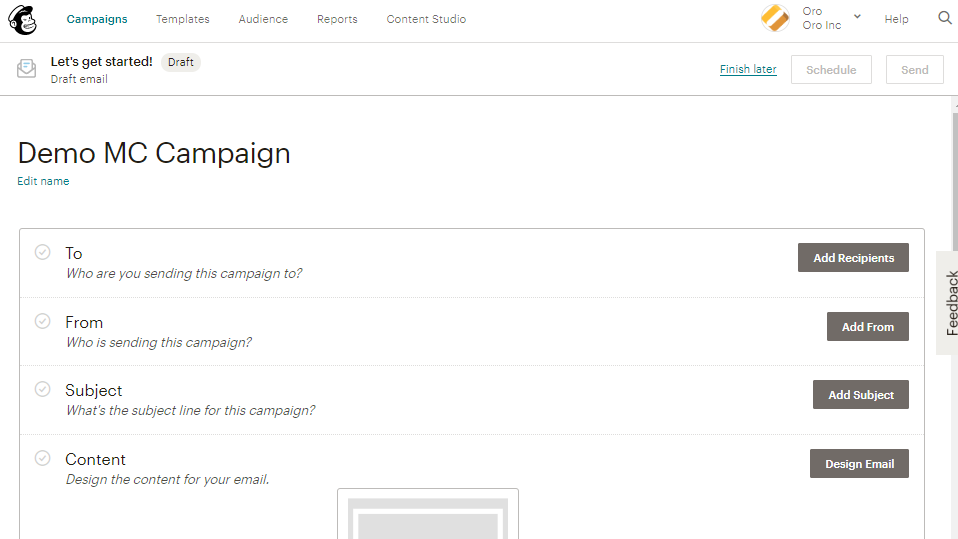 Campaigns Templates Audience Reports Content Studio Oro Help
Oro Inc
Let's get started! Draft
Draft email
Finish later Schedule Send
Demo MC Campaign
Edit name
To
Who are you sending this campaign to?
Add Recipients
From
Who is sending this campaign?
Add From
Subject
What's the subject line for this campaign?
Add Subject
Content
Design the content for your email.
Design Email
Feedback